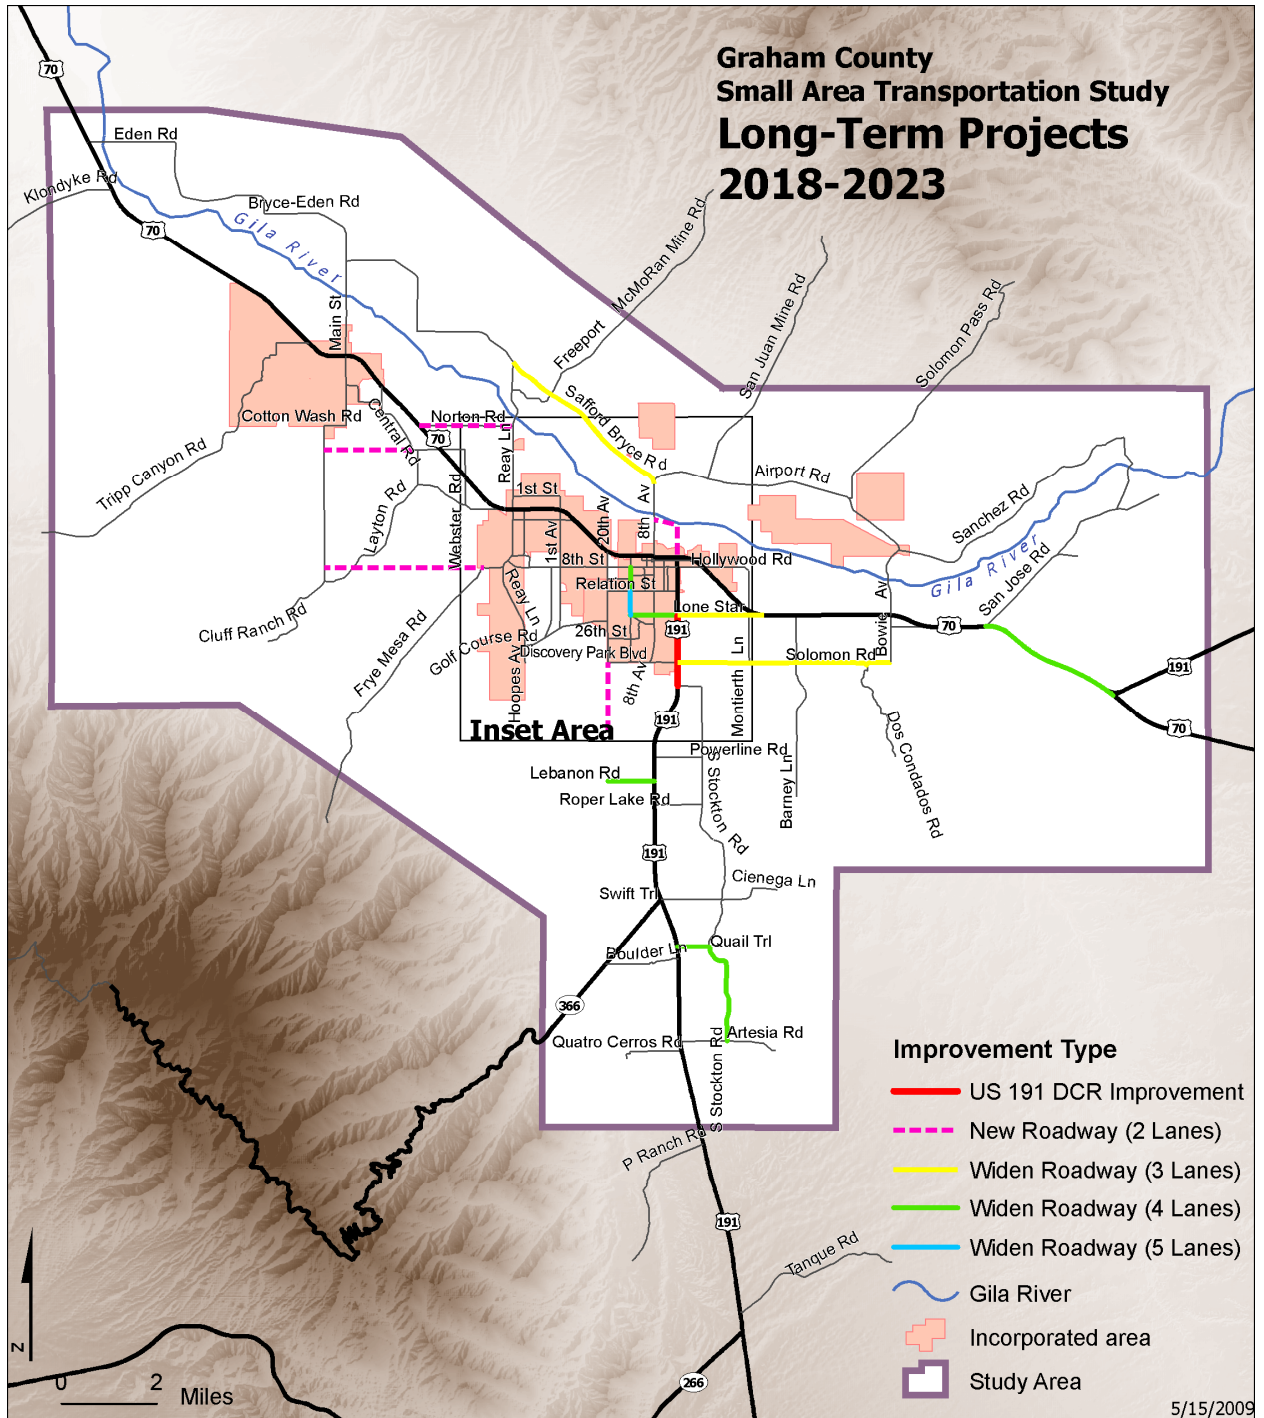 Graham County
Small Area Transportation Study
Long-Term Projects
2018-2023
70
Eden Rd
Klondyke Rd
Bryce-Eden Rd
70
Gila River
McMoRan Mine Rd
Freeport
San Juan Mine Rd
Solomon Pass Rd
Main St
Cotton Wash Rd
Central Rd
Norton Rd
70
Reay Ln
Safford Bryce Rd
Tripp Canyon Rd
Airport Rd
Layton Rd
Webster Rd
1st St
1st Av
20th Av
8th Av
Sanchez Rd
8th St
Hollywood Rd
Gila River
San Jose Rd
Relation St
Reay Ln
Lone Star
Bowie Av
Cluff Ranch Rd
Frye Mesa Rd
Golf Course Rd
26th St
191
70
Discovery Park Blvd
Solomon Rd
191
Hoopes Av
8th Av
Montierth Ln
191
70
Inset Area
Dos Condados Rd
Powerline Rd
Lebanon Rd
S Stockton Rd
Barney Ln
Roper Lake Rd
191
Cienega Ln
Swift Trl
Boulder Ln
Quail Trl
366
Quatro Cerros Rd
Artesia Rd
S Stockton Rd
P Ranch Rd
191
Tanque Rd
266
Improvement Type
US 191 DCR Improvement
New Roadway (2 Lanes)
Widen Roadway (3 Lanes)
Widen Roadway (4 Lanes)
Widen Roadway (5 Lanes)
Gila River
Incorporated area
Study Area
N
0 2
Miles
5/15/2009